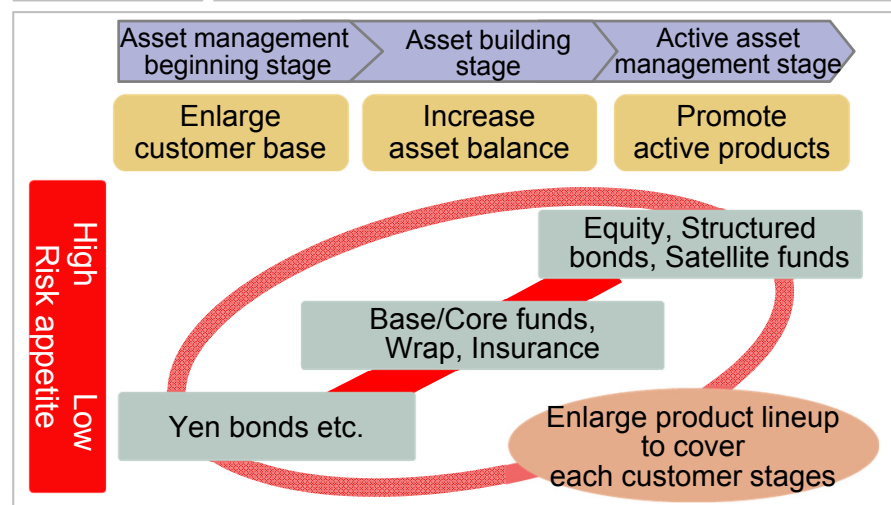 Asset management
beginning stage
Asset building
stage
Active asset
management stage
Enlarge
customer base
Increase
asset balance
Promote
active products
High
Low
Risk appetite
Equity, Structured
bonds, Satellite funds
Base/Core funds,
Wrap, Insurance
Yen bonds etc.
Enlarge product lineup
to cover
each customer stages